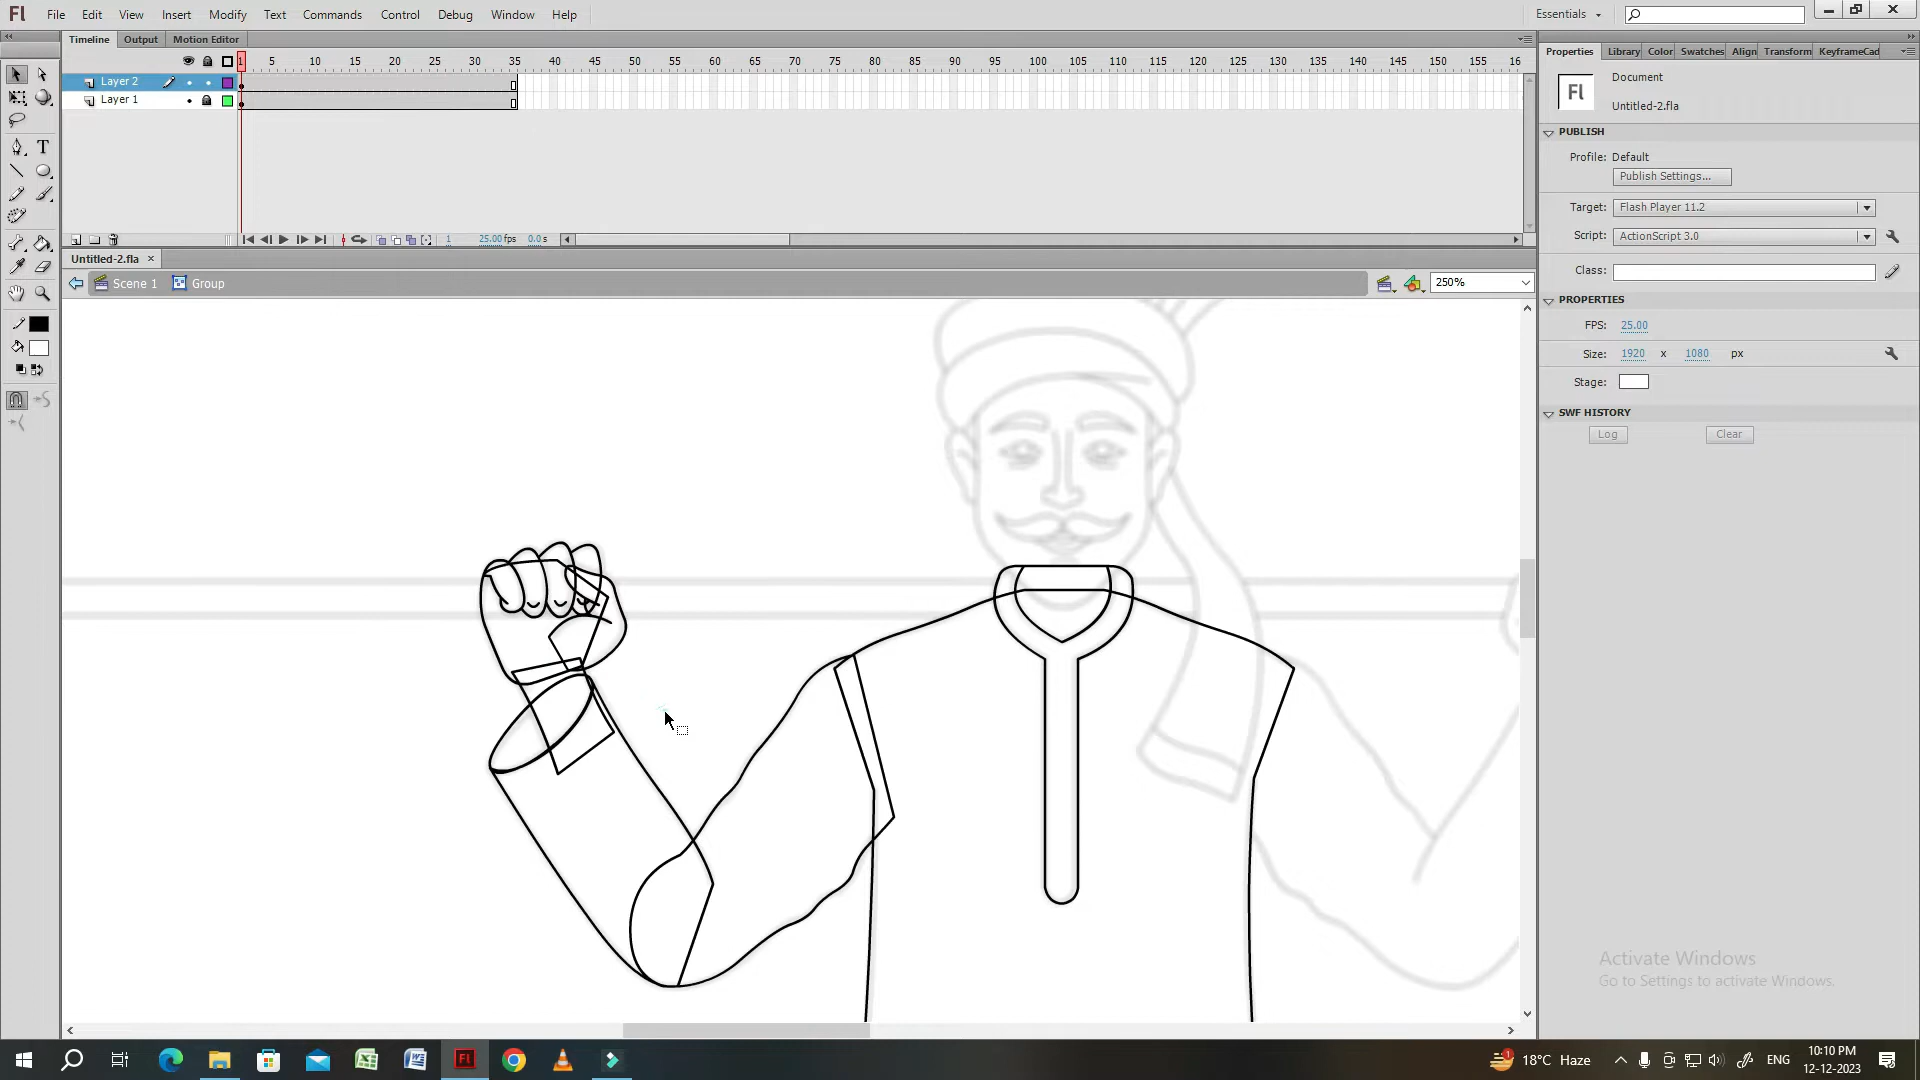 Fl File Edit View Insert Modify Text Commands Control Debug Window Help Essentials
Timeline Output Motion Editor
Properties Library Color Swatches Align Transform KeyframeCad
1 5 10 15 20 25 30 35 40 45 50 55 60 65 70 75 80 85 90 95 100 105 110 115 120 125 130 135 140 145 150 155 16
Layer 2
Layer 1
Fl
Document
Untitled-2.fla
PUBLISH
Profile: Default
Publish Settings...
Target: Flash Player 11.2
Script: ActionScript 3.0
Class:
PROPERTIES
FPS: 25.00
Size: 1920 x 1080 px
Stage:
SWF HISTORY
Log Clear
T
1 25.00 fps 0.0 s
Untitled-2.fla
Scene 1 Group 250%
Activate Windows
Go to Settings to activate Windows.
Fl
1
18°C Haze
ENG
10:10 PM
12-12-2023